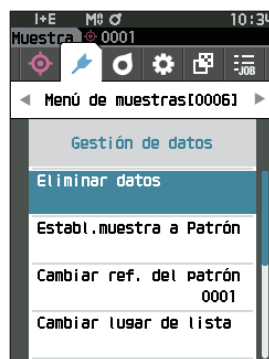 I+E M0 10:34
Muestra 0001
-JOB
Menú de muestras[0006]
Gestión de datos
Eliminar datos
Establ.muestra a Patrón
Cambiar ref. del patrón
0001
Cambiar lugar de lista